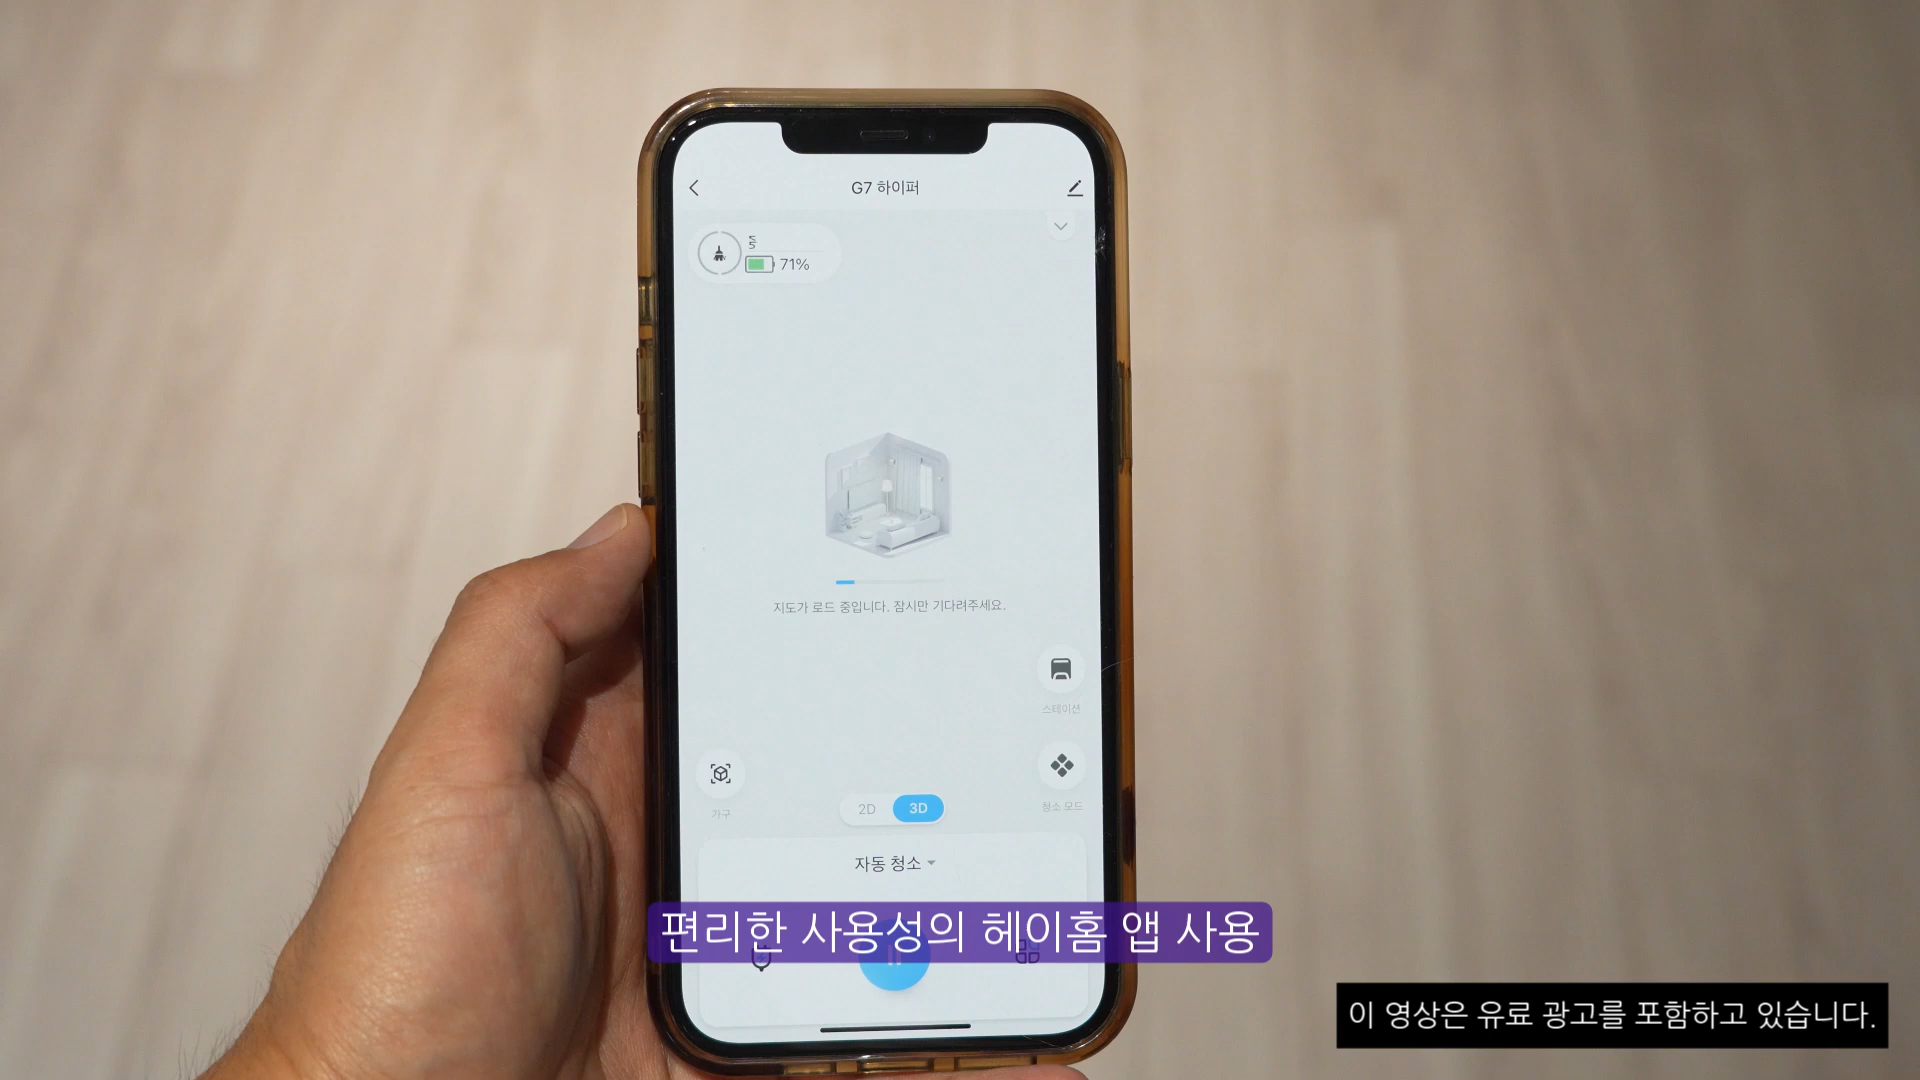 G7 하이퍼
71%
지도가 로드 중입니다. 잠시만 기다려주세요.
스테이션
가구
2D
3D
청소 모드
자동 청소
편리한 사용성의 헤이홈 앱 사용
이 영상은 유료 광고를 포함하고 있습니다.